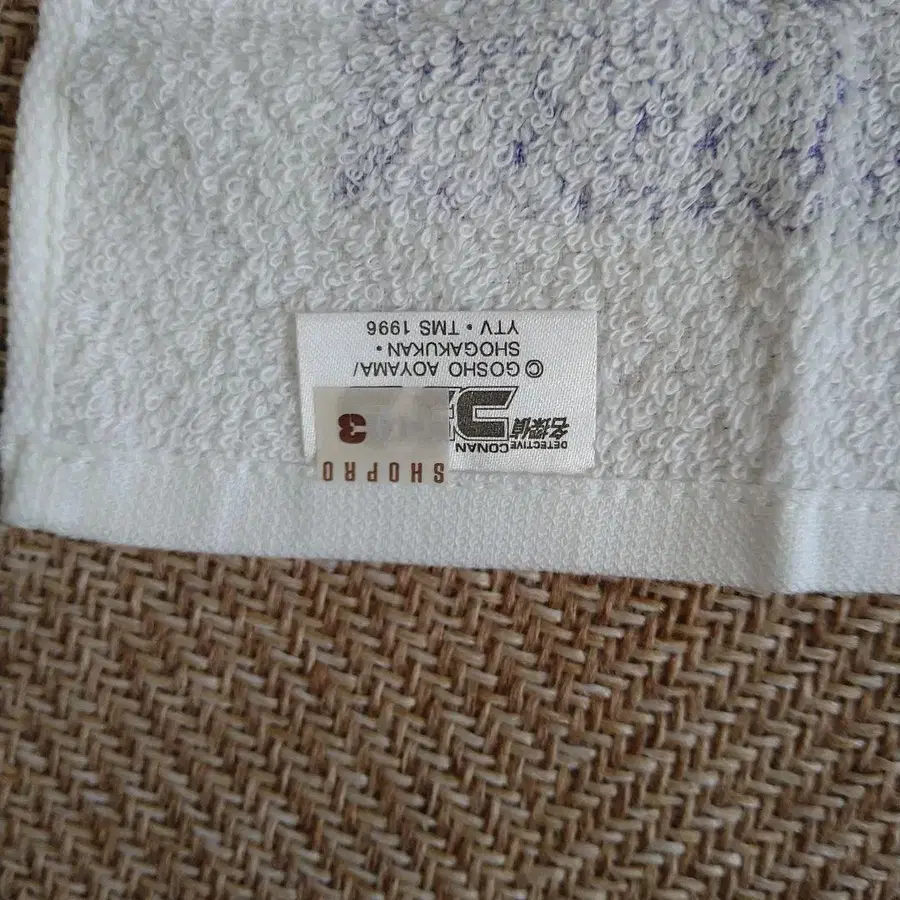 名探偵
DETECTIVE CONAN
© GOSHO AOYAMA/
SHOGAKUKAN •
YTV • TMS 1996
SHOPRO
3